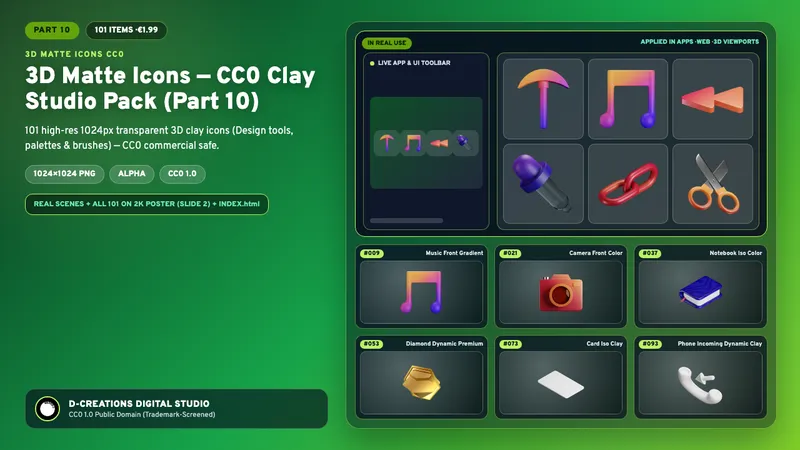 PART 10
101 ITEMS ·€1.99
3D MATTE ICONS CC0
3D Matte Icons — CC0 Clay
Studio Pack (Part 10)
101 high-res 1024px transparent 3D clay icons (Design tools,
palettes & brushes) — CC0 commercial safe.
1024×1024 PNG
ALPHA
CC0 1.0
REAL SCENES + ALL 101 ON 2K POSTER (SLIDE 2) + INDEX.html
D-CREATIONS DIGITAL STUDIO
CC0 1.0 Public Domain (Trademark-Screened)
IN REAL USE
APPLIED IN APPS ·WEB ·3D VIEWPORTS
LIVE APP & UI TOOLBAR
#009
Music Front Gradient
#021
Camera Front Color
#037
Notebook Iso Color
#053
Diamond Dynamic Premium
#073
Card Iso Clay
#093
Phone Incoming Dynamic Clay